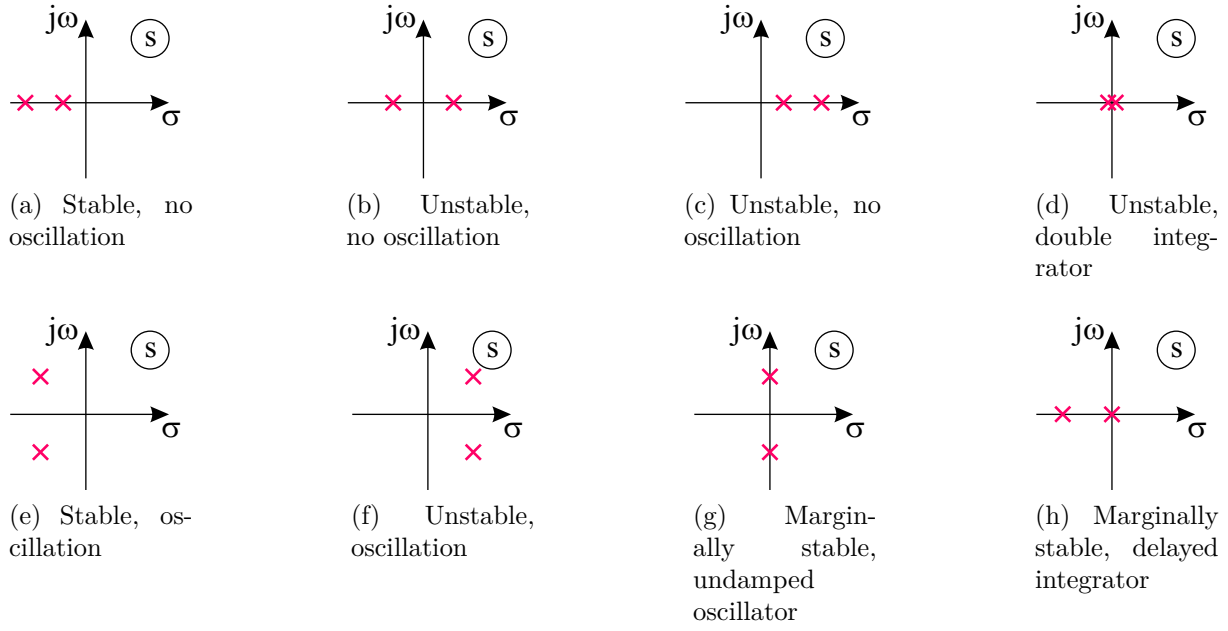 jω
s
σ
(a) Stable, no
oscillation
jω
s
σ
(b) Unstable,
no oscillation
jω
s
σ
(c) Unstable, no
oscillation
jω
s
σ
(d) Unstable,
double integ-
rator
jω
s
σ
(e) Stable, os-
cillation
jω
s
σ
(f) Unstable,
oscillation
jω
s
σ
(g) Margin-
ally stable,
undamped
oscillator
jω
s
σ
(h) Marginally
stable, delayed
integrator